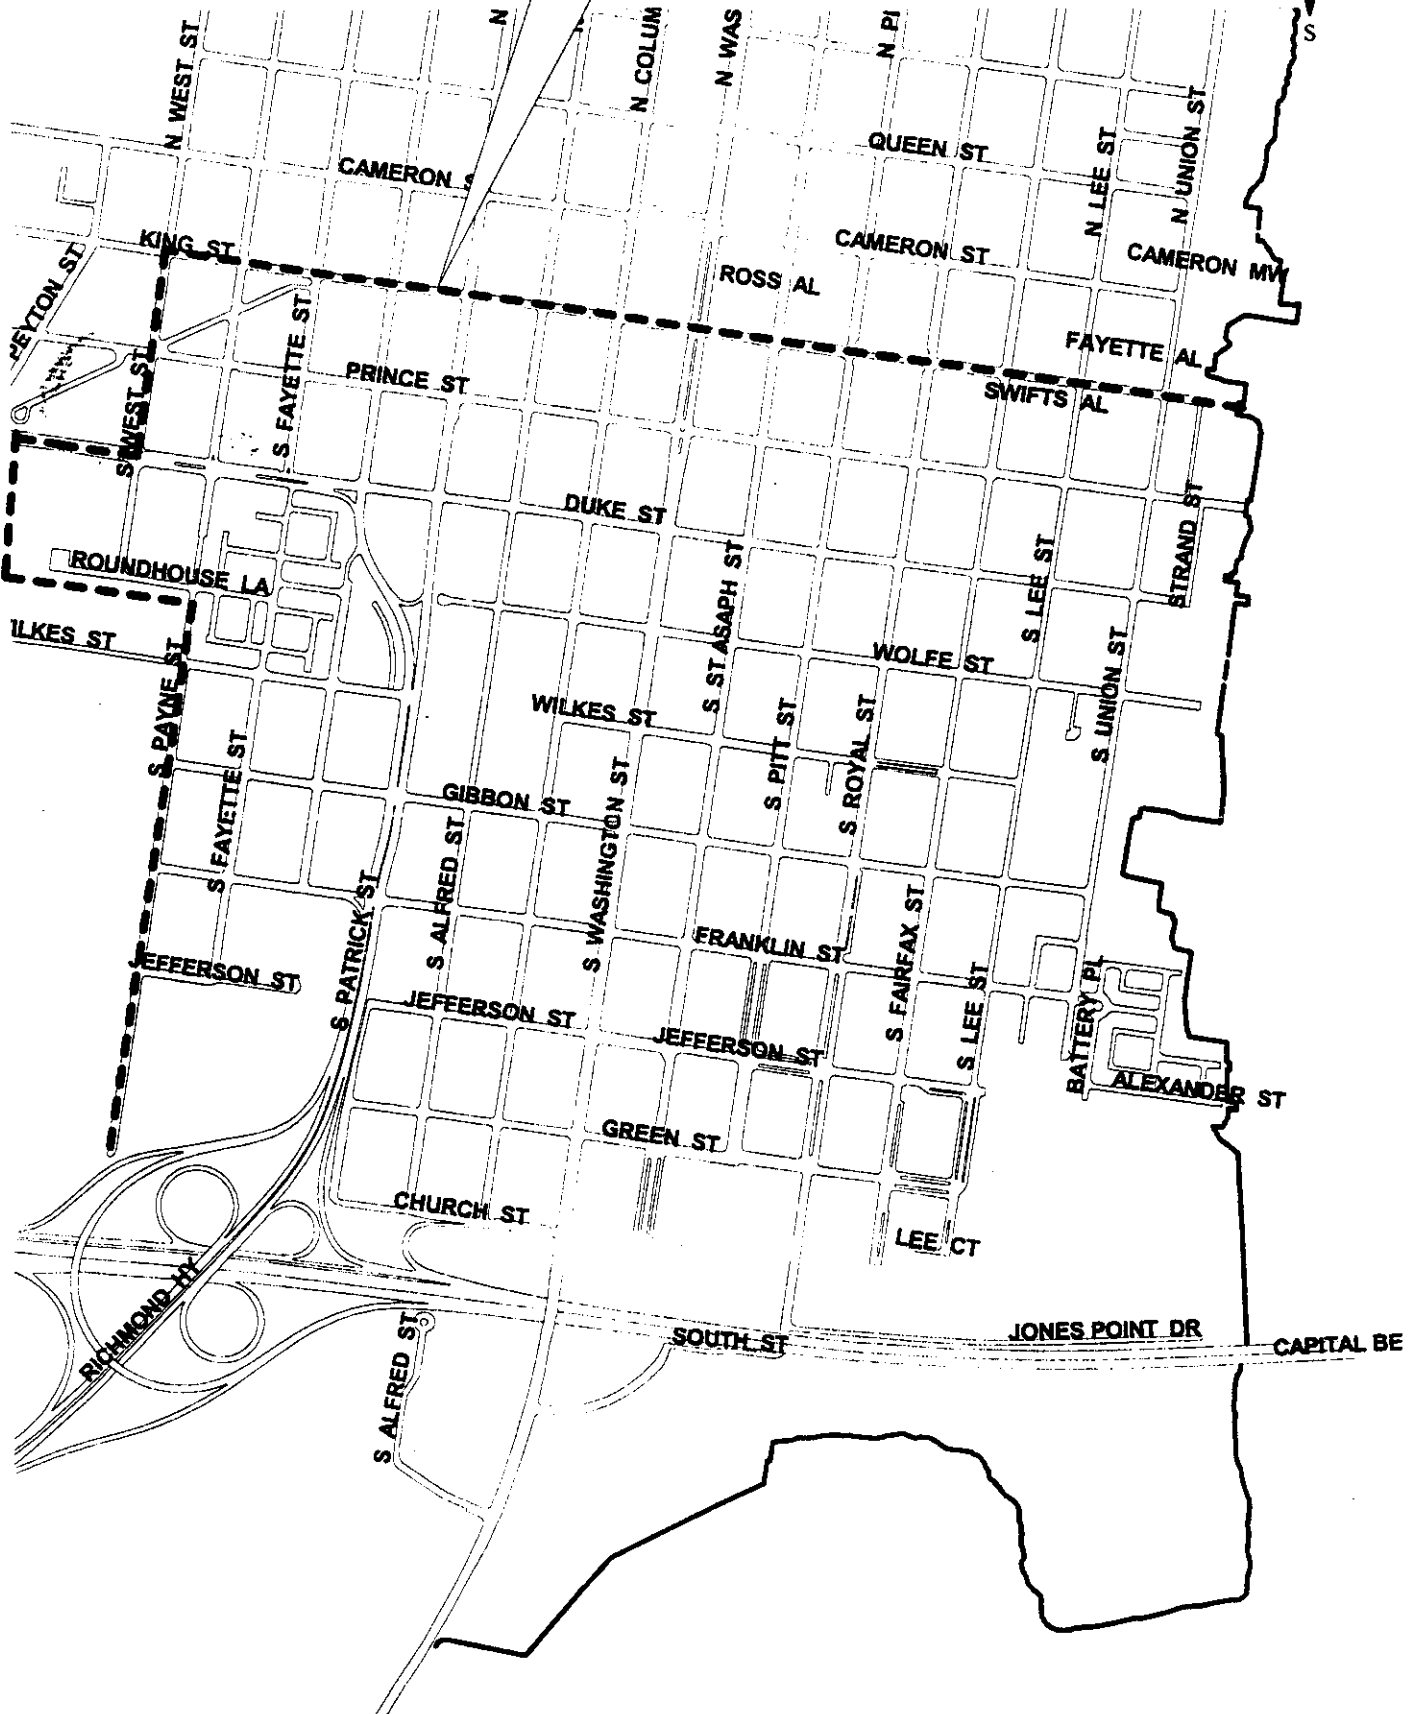 S
N
N COLUM
N WAS
N PI
N WEST ST
QUEEN ST
N LEE ST
N UNION ST
CAMERON
KING ST
CAMERON ST
CAMERON MW
ROSS AL
PEYTON ST
FAYETTE AL
S FAYETTE ST
PRINCE ST
SWIFTS AL
S WEST ST
DUKE ST
STRAND ST
ROUNDHOUSE LA
S ST ASAPH ST
S LEE ST
ILKES ST
WOLFE ST
S UNION ST
S PAYNE ST
WILKES ST
S PITT ST
S ROYAL ST
S FAYETTE ST
GIBBON ST
S WASHINGTON ST
S ALFRED ST
S PATRICK ST
FRANKLIN ST
S FAIRFAX ST
S LEE ST
JEFFERSON ST
BATTERY PL
JEFFERSON ST
JEFFERSON ST
ALEXANDER ST
GREEN ST
CHURCH ST
LEE CT
RICHMOND HY
S ALFRED ST
SOUTH ST
JONES POINT DR
CAPITAL BE